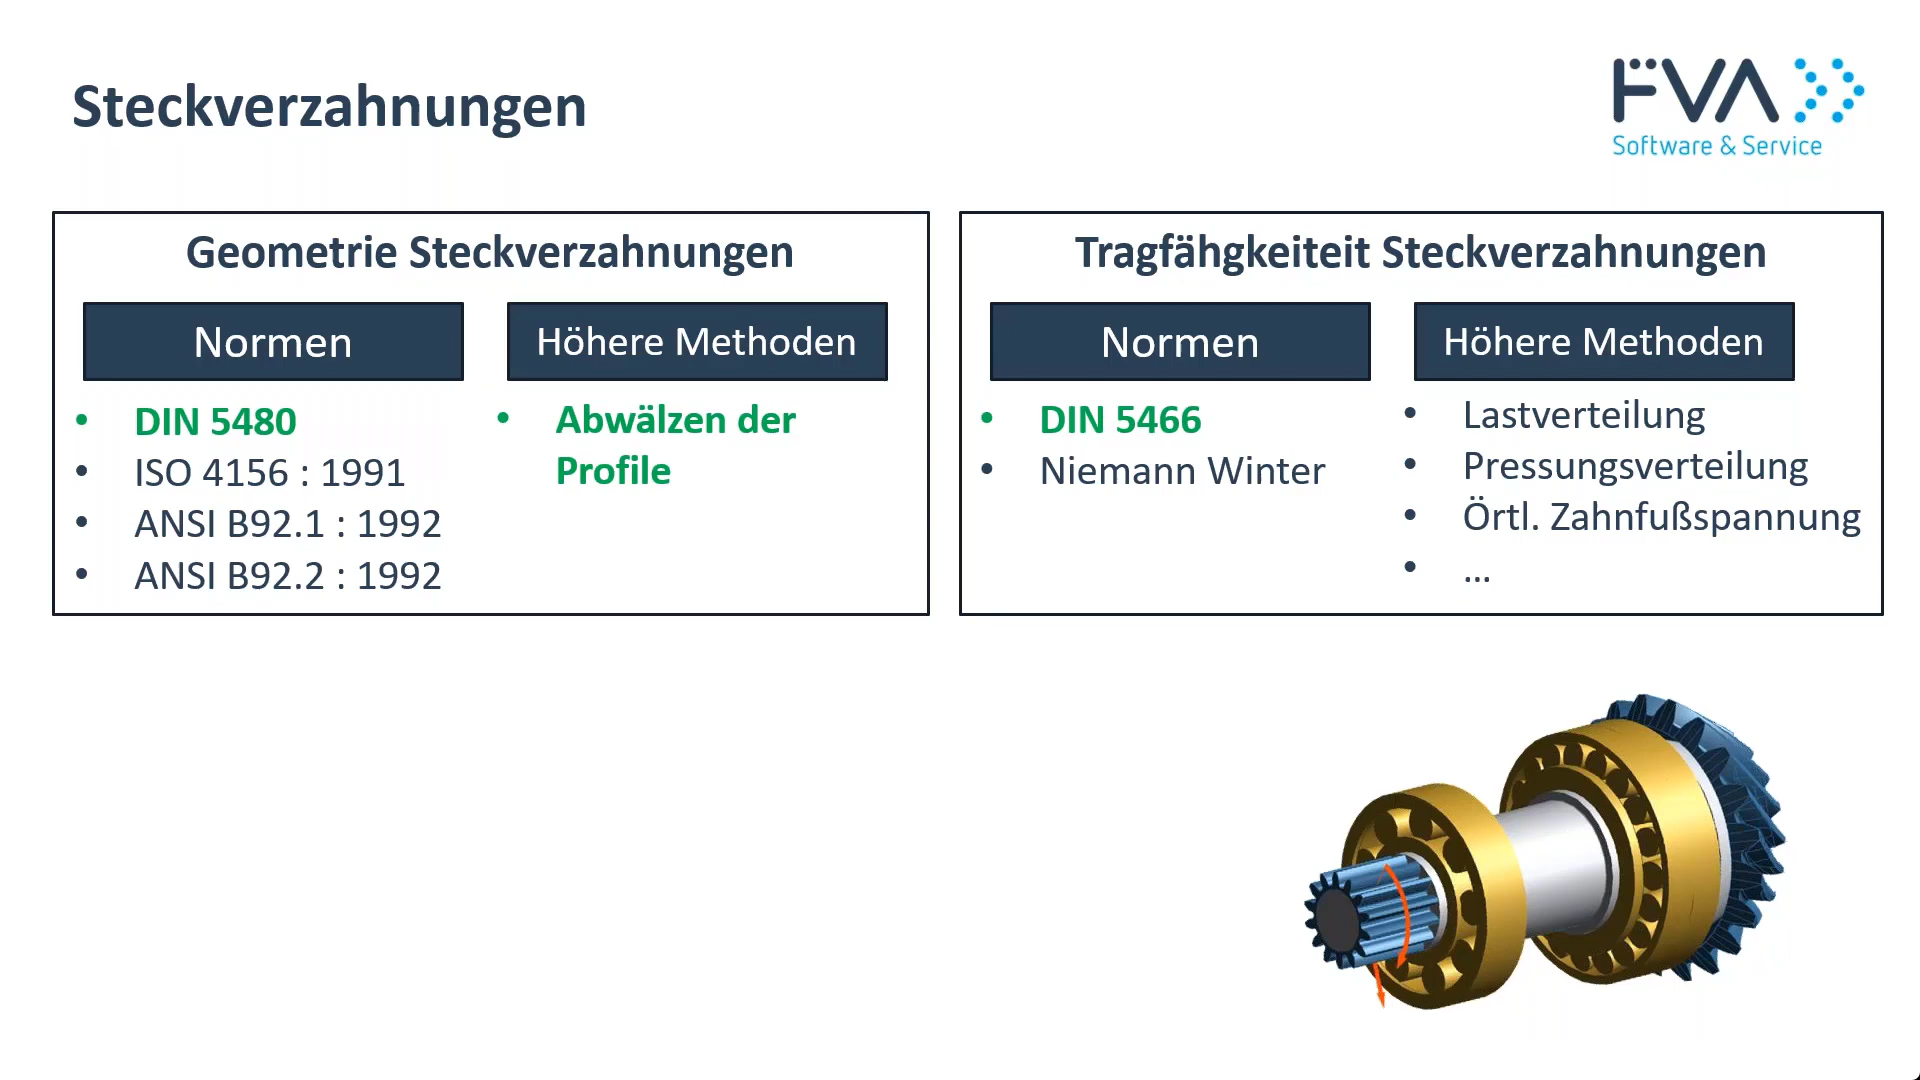 Steckverzahnungen
FVA
Software & Service
Geometrie Steckverzahnungen
Normen
Höhere Methoden
• DIN 5480
• ISO 4156 : 1991
• ANSI B92.1 : 1992
• ANSI B92.2 : 1992
• Abwälzen der
Profile
Tragfähgkeiteit Steckverzahnungen
Normen
Höhere Methoden
• DIN 5466
• Niemann Winter
• Lastverteilung
• Pressungsverteilung
• Örtl. Zahnfußspannung
• ...